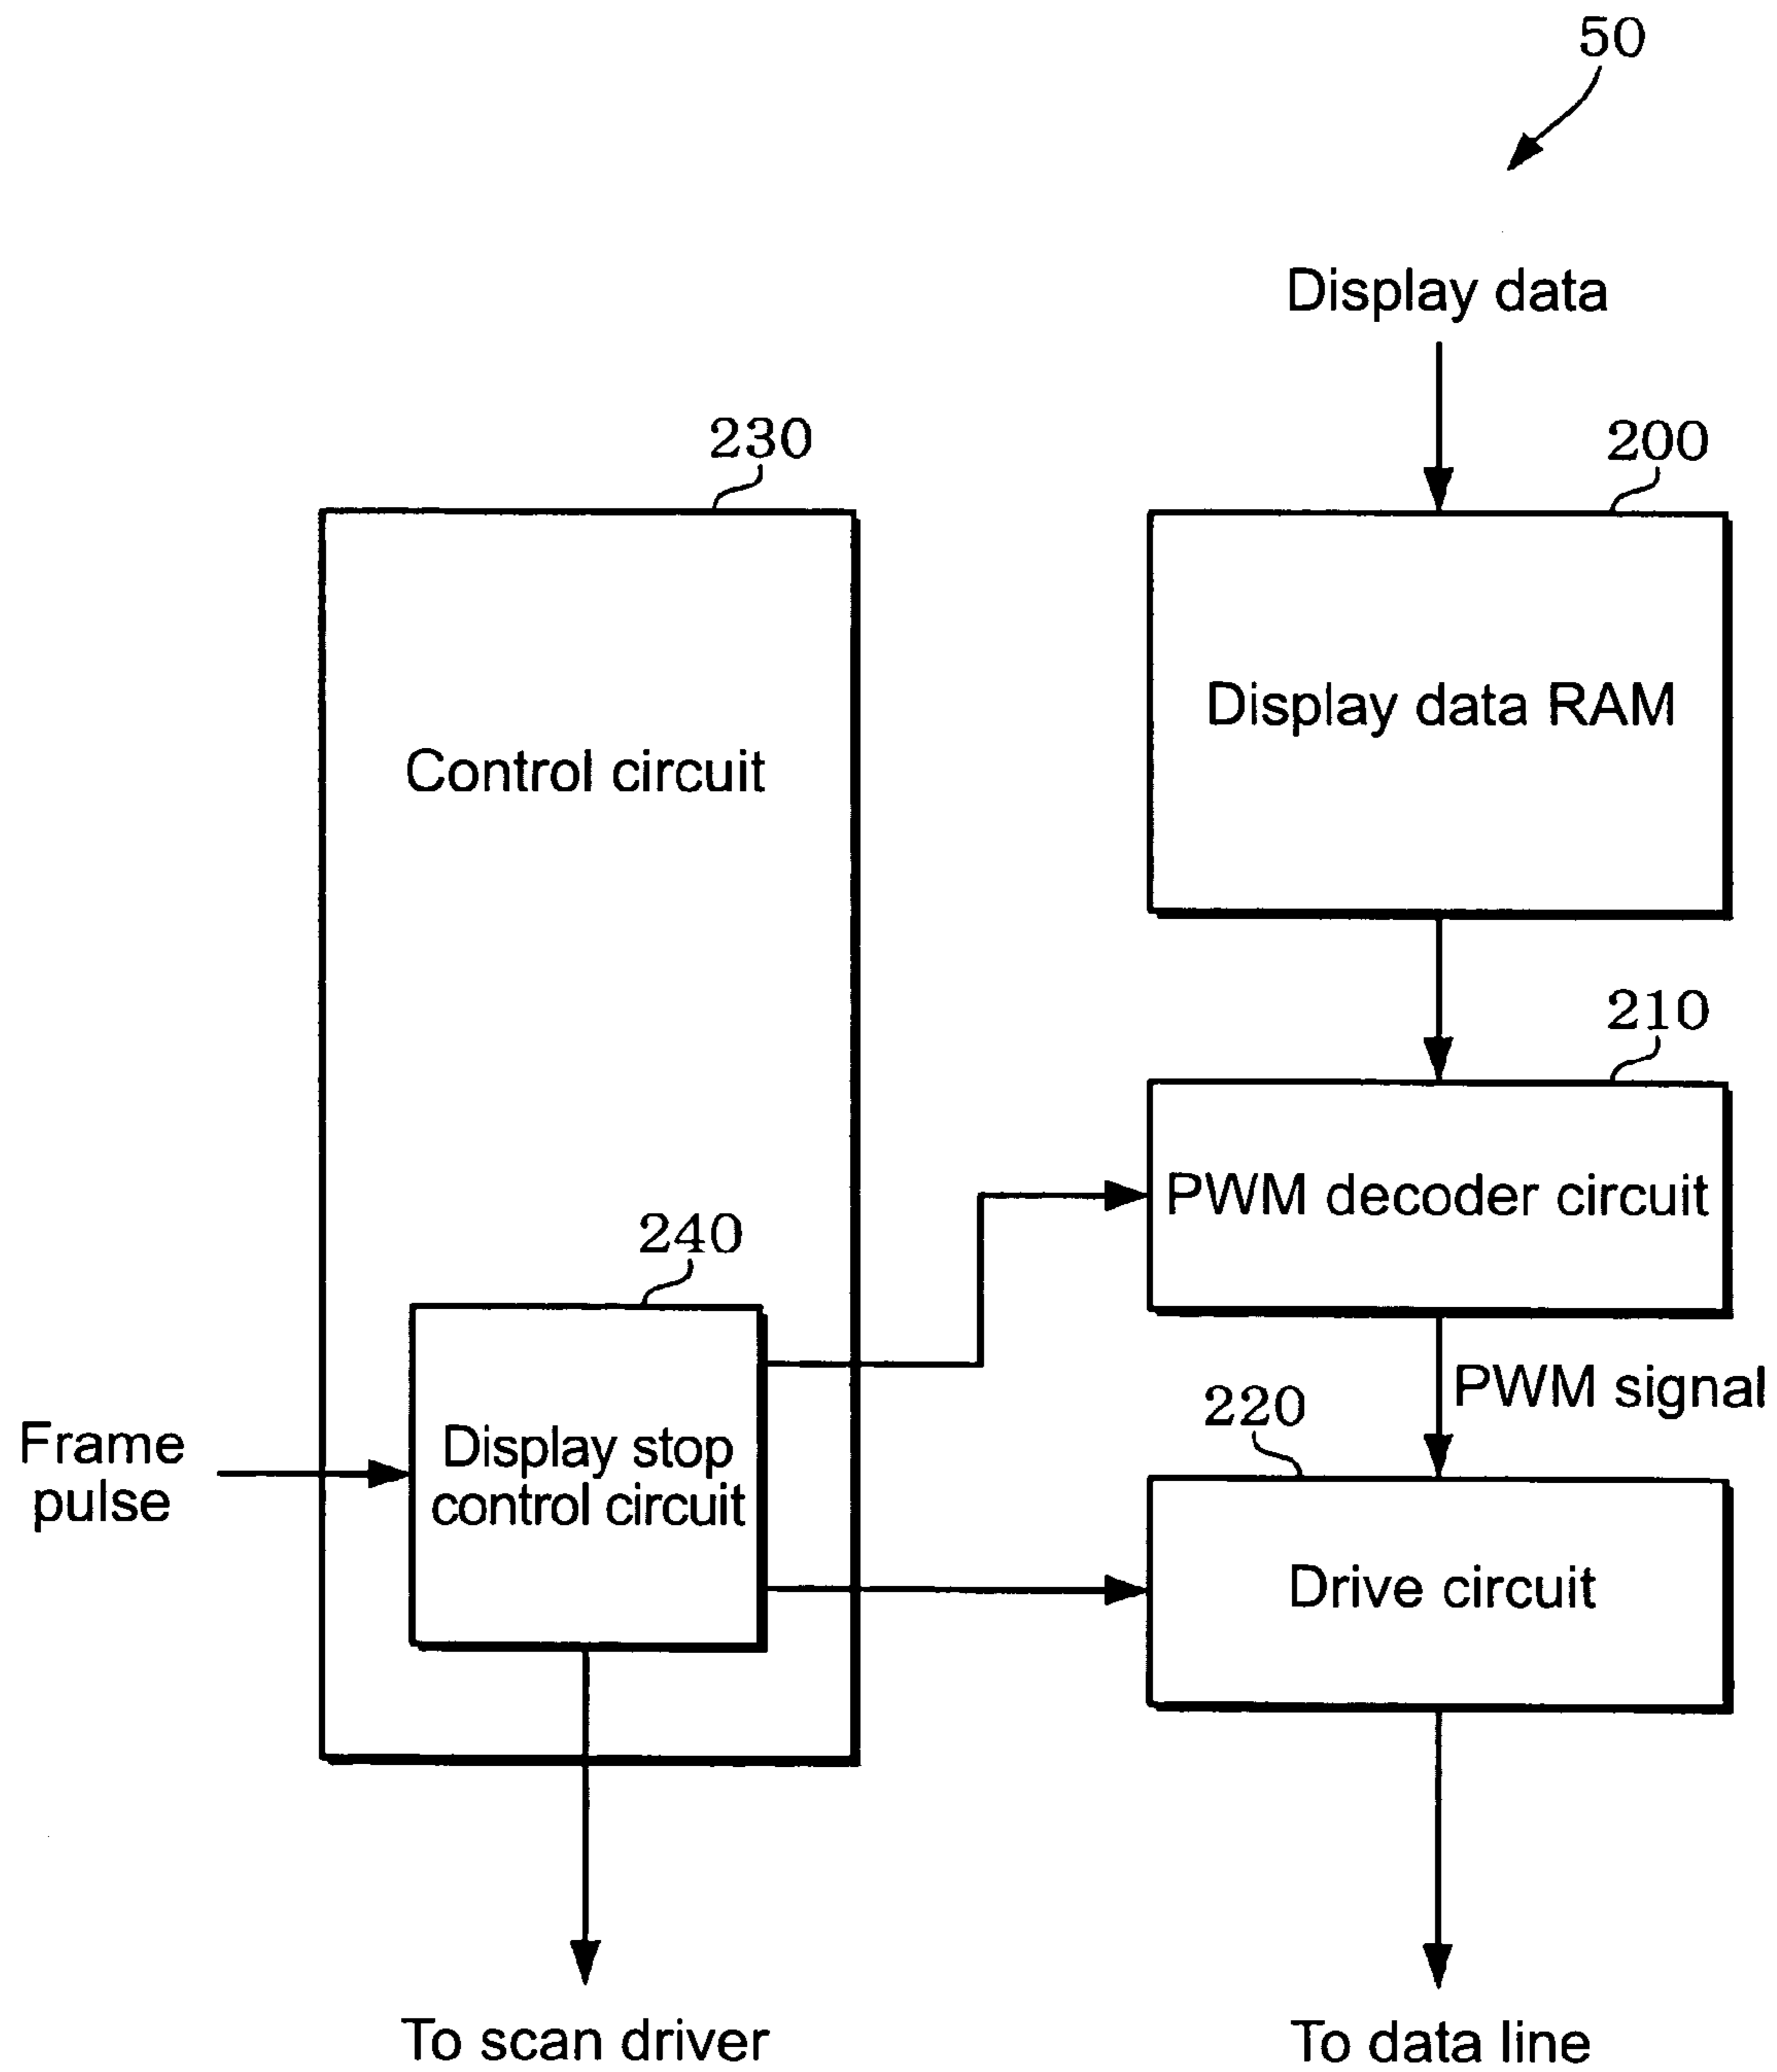 50
Display data
230
200
Control circuit
Display data RAM
210
PWM decoder circuit
240
PWM signal
220
Frame
pulse
Display stop
control circuit
Drive circuit
To scan driver
To data line